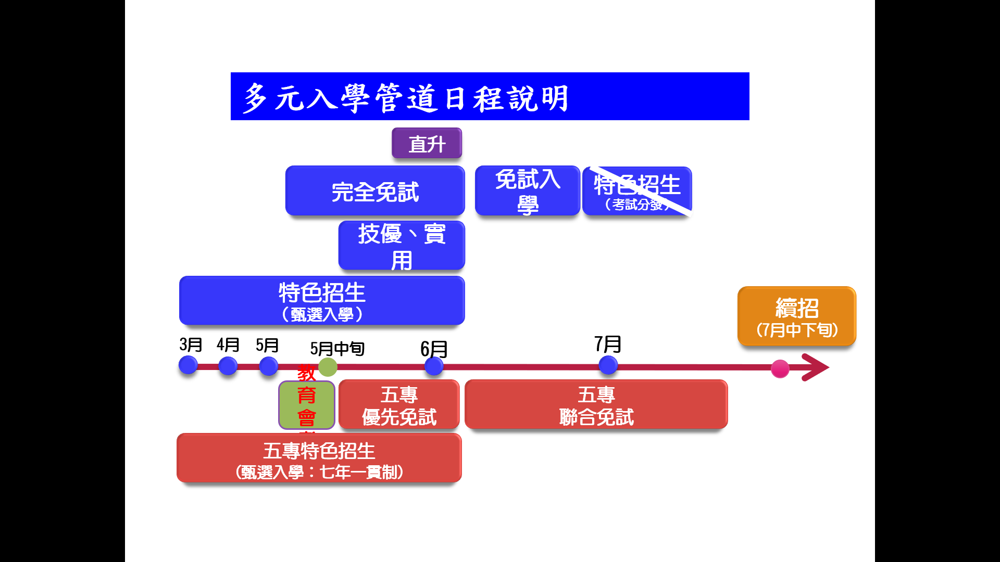 多元入學管道日程說明
直升
完全免試
免試入
學
特色招生
（考試分發）
技優、實
用
特色招生
（甄選入學）
續招
(7月中下旬)
3月
4月
5月
5月中旬
6月
7月
教
育
會
五專
優先免試
五專
聯合免試
五專特色招生
(甄選入學：七年一貫制)